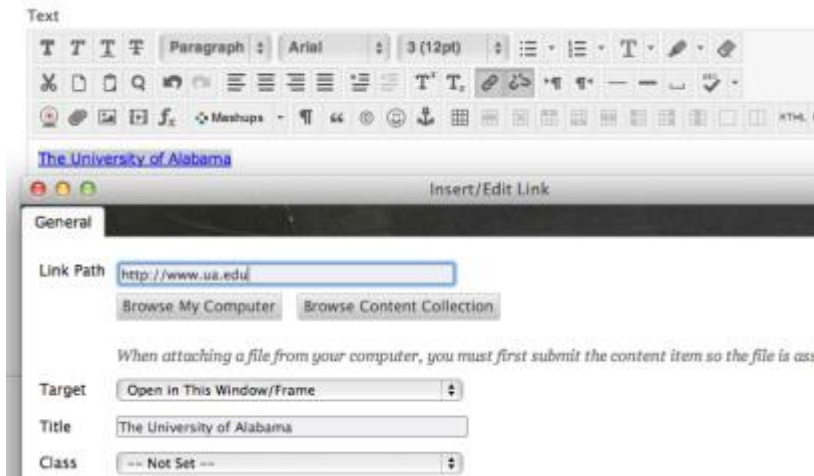 Text
T T T T Paragraph Arial 3 (12pt) T
T T
fx Mashups ¶ “ © HTML
The University of Alabama
Insert/Edit Link
General
Link Path http://www.ua.edu
Browse My Computer Browse Content Collection
When attaching a file from your computer, you must first submit the content item so the file is
Target Open in This Window/Frame
Title The University of Alabama
Class -- Not Set --